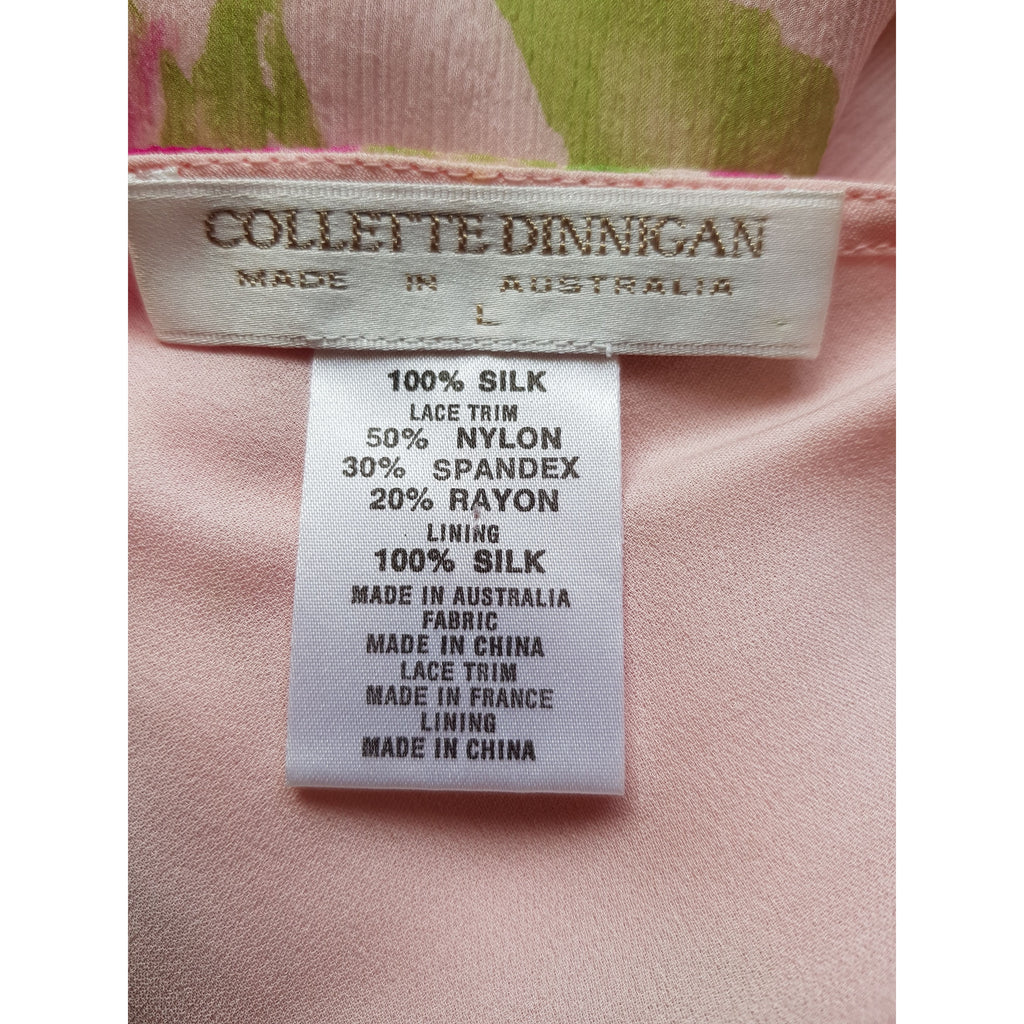 COLLETTE DINNIGAN
MADE IN AUSTRALIA
L
100% SILK
LACE TRIM
50% NYLON
30% SPANDEX
20% RAYON
LINING
100% SILK
MADE IN AUSTRALIA
FABRIC
MADE IN CHINA
LACE TRIM
MADE IN FRANCE
LINING
MADE IN CHINA